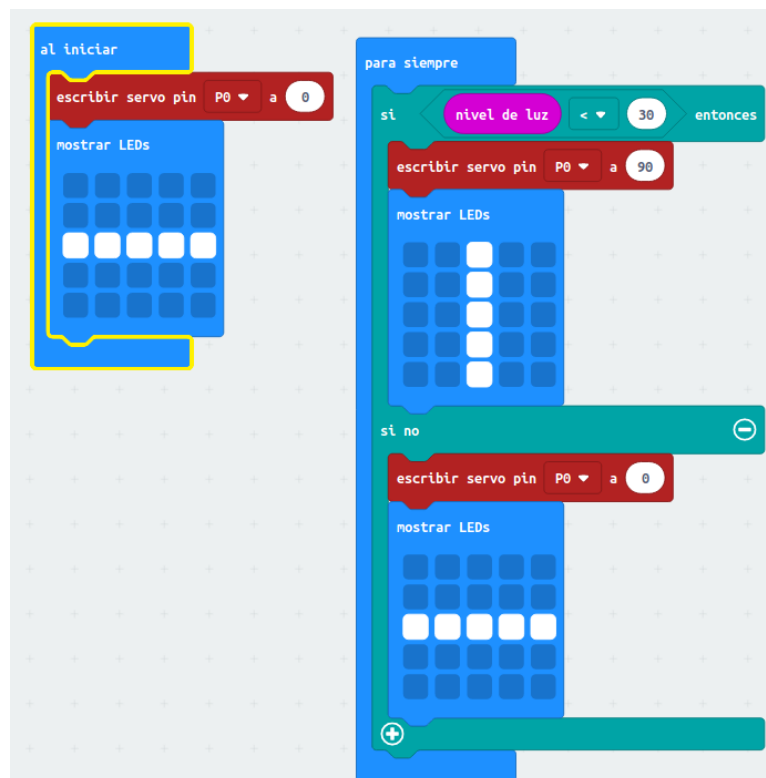 al iniciar
escribir servo pin P0 a 0
mostrar LEDs
para siempre
si nivel de luz < 30 entonces
escribir servo pin P0 a 90
mostrar LEDs
si no
escribir servo pin P0 a 0
mostrar LEDs